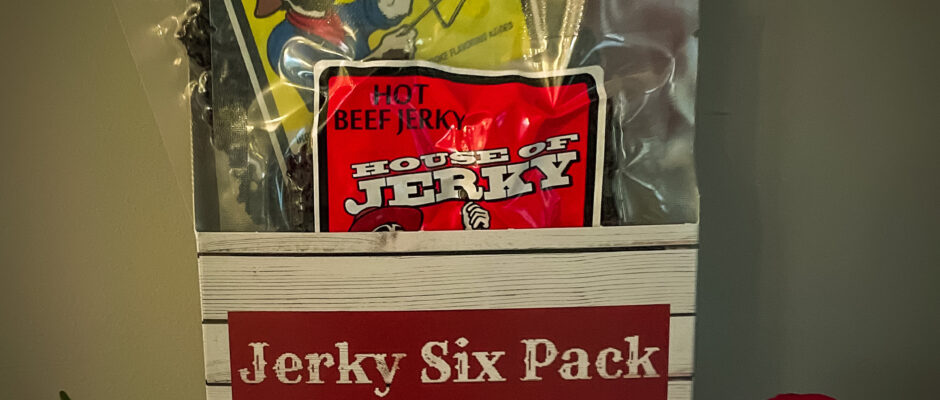 HOT
BEEF JERKY
HOUSE OF
JERKY
Jerky Six Pack